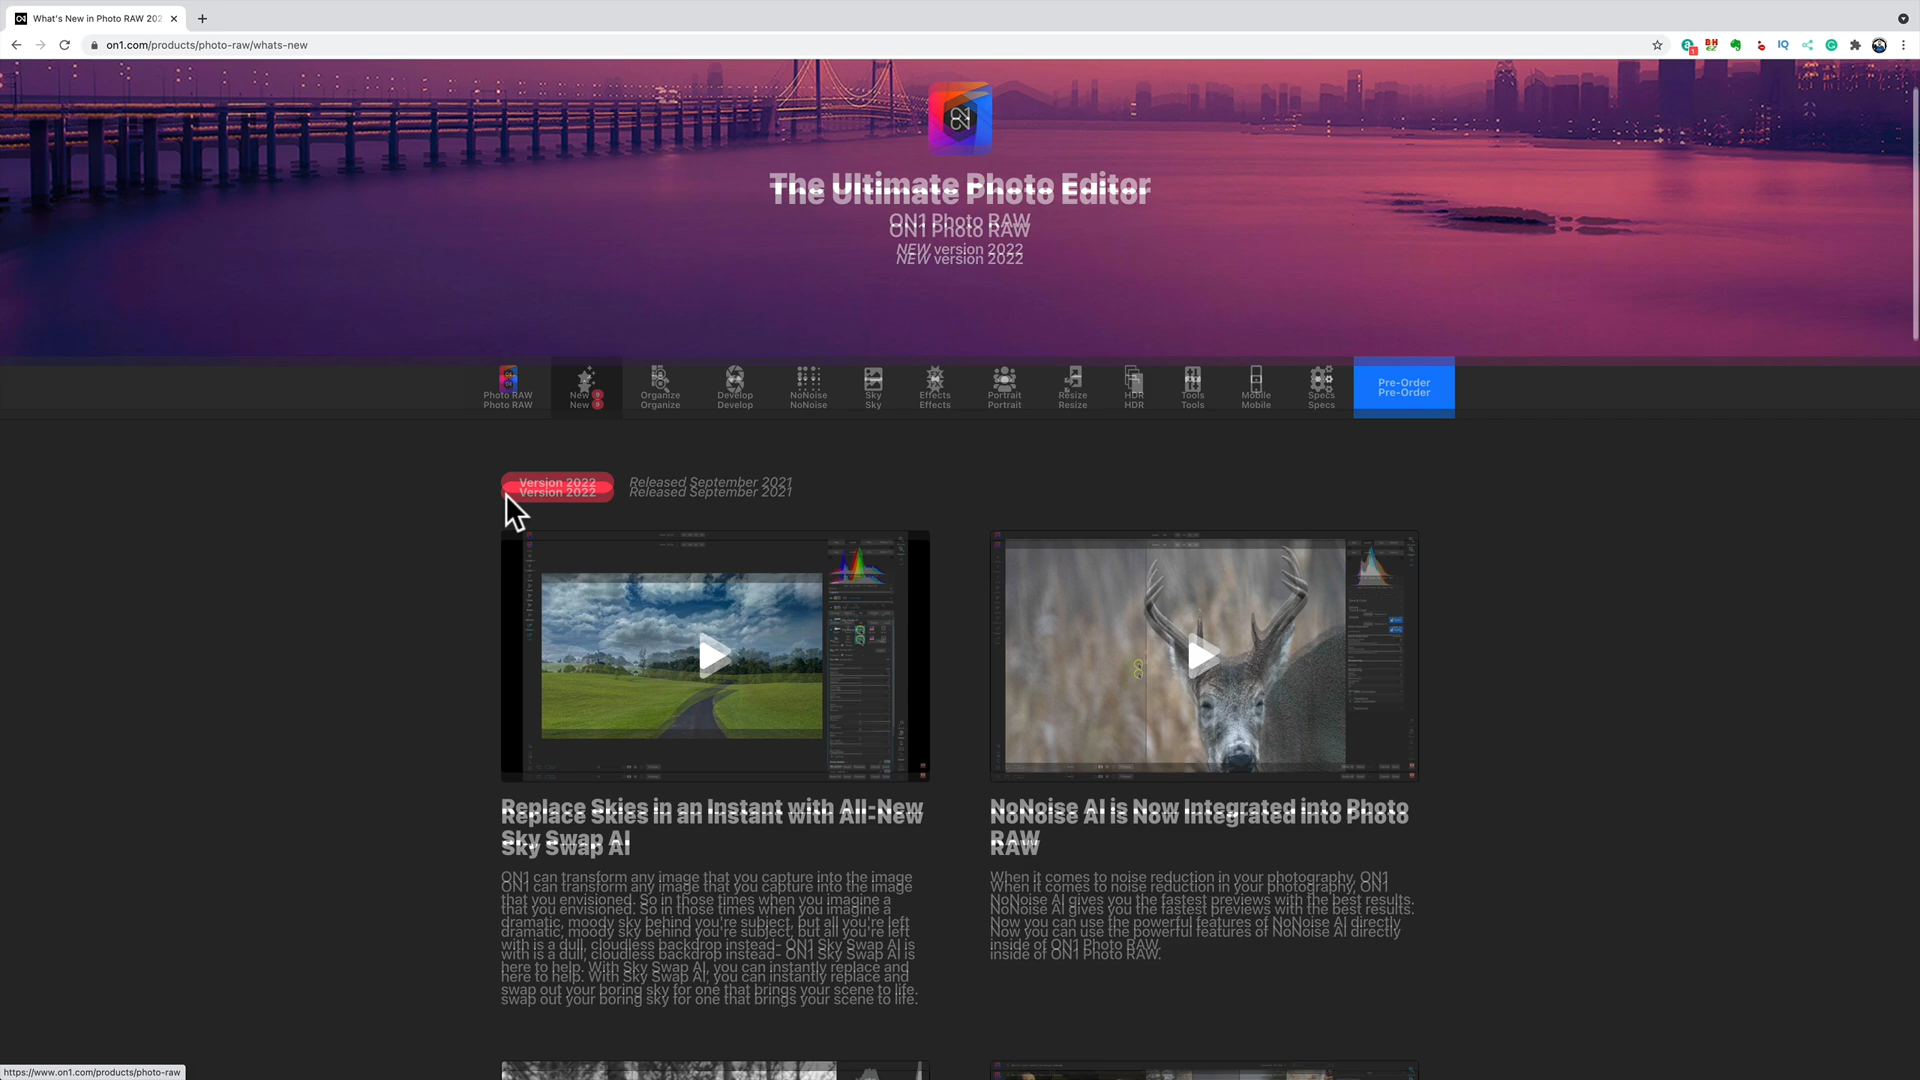 What's New in Photo RAW 202
on1.com/products/photo-raw/whats-new
The Ultimate Photo Editor
ON1 Photo RAW
NEW version 2022
Photo RAW
New
Organize
Develop
NoNoise
Sky
Effects
Portrait
Resize
HDR
Tools
Mobile
Specs
Pre-Order
Version 2022
Released September 2021
Replace Skies in an Instant with All-New
Sky Swap AI
ON1 can transform any image that you capture into the image
that you envisioned. So in those times when you imagine a
dramatic, moody sky behind you're subject, but all you're left
with is a dull, cloudless backdrop instead- ON1 Sky Swap AI is
here to help. With Sky Swap AI, you can instantly replace and
swap out your boring sky for one that brings your scene to life.
NoNoise AI is Now Integrated into Photo
RAW
When it comes to noise reduction in your photography, ON1
NoNoise AI gives you the fastest previews with the best results.
Now you can use the powerful features of NoNoise AI directly
inside of ON1 Photo RAW.
https://www.on1.com/products/photo-raw